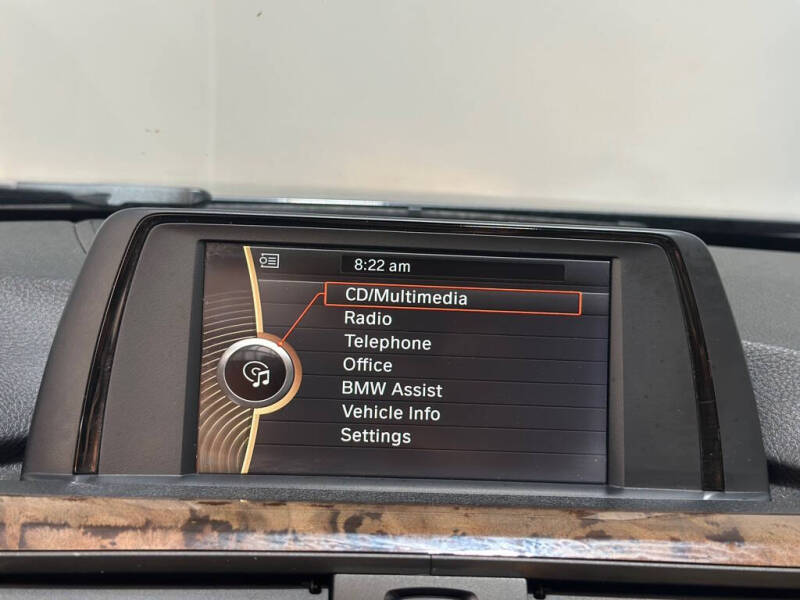 8:22 am
CD/Multimedia
Radio
Telephone
Office
BMW Assist
Vehicle Info
Settings